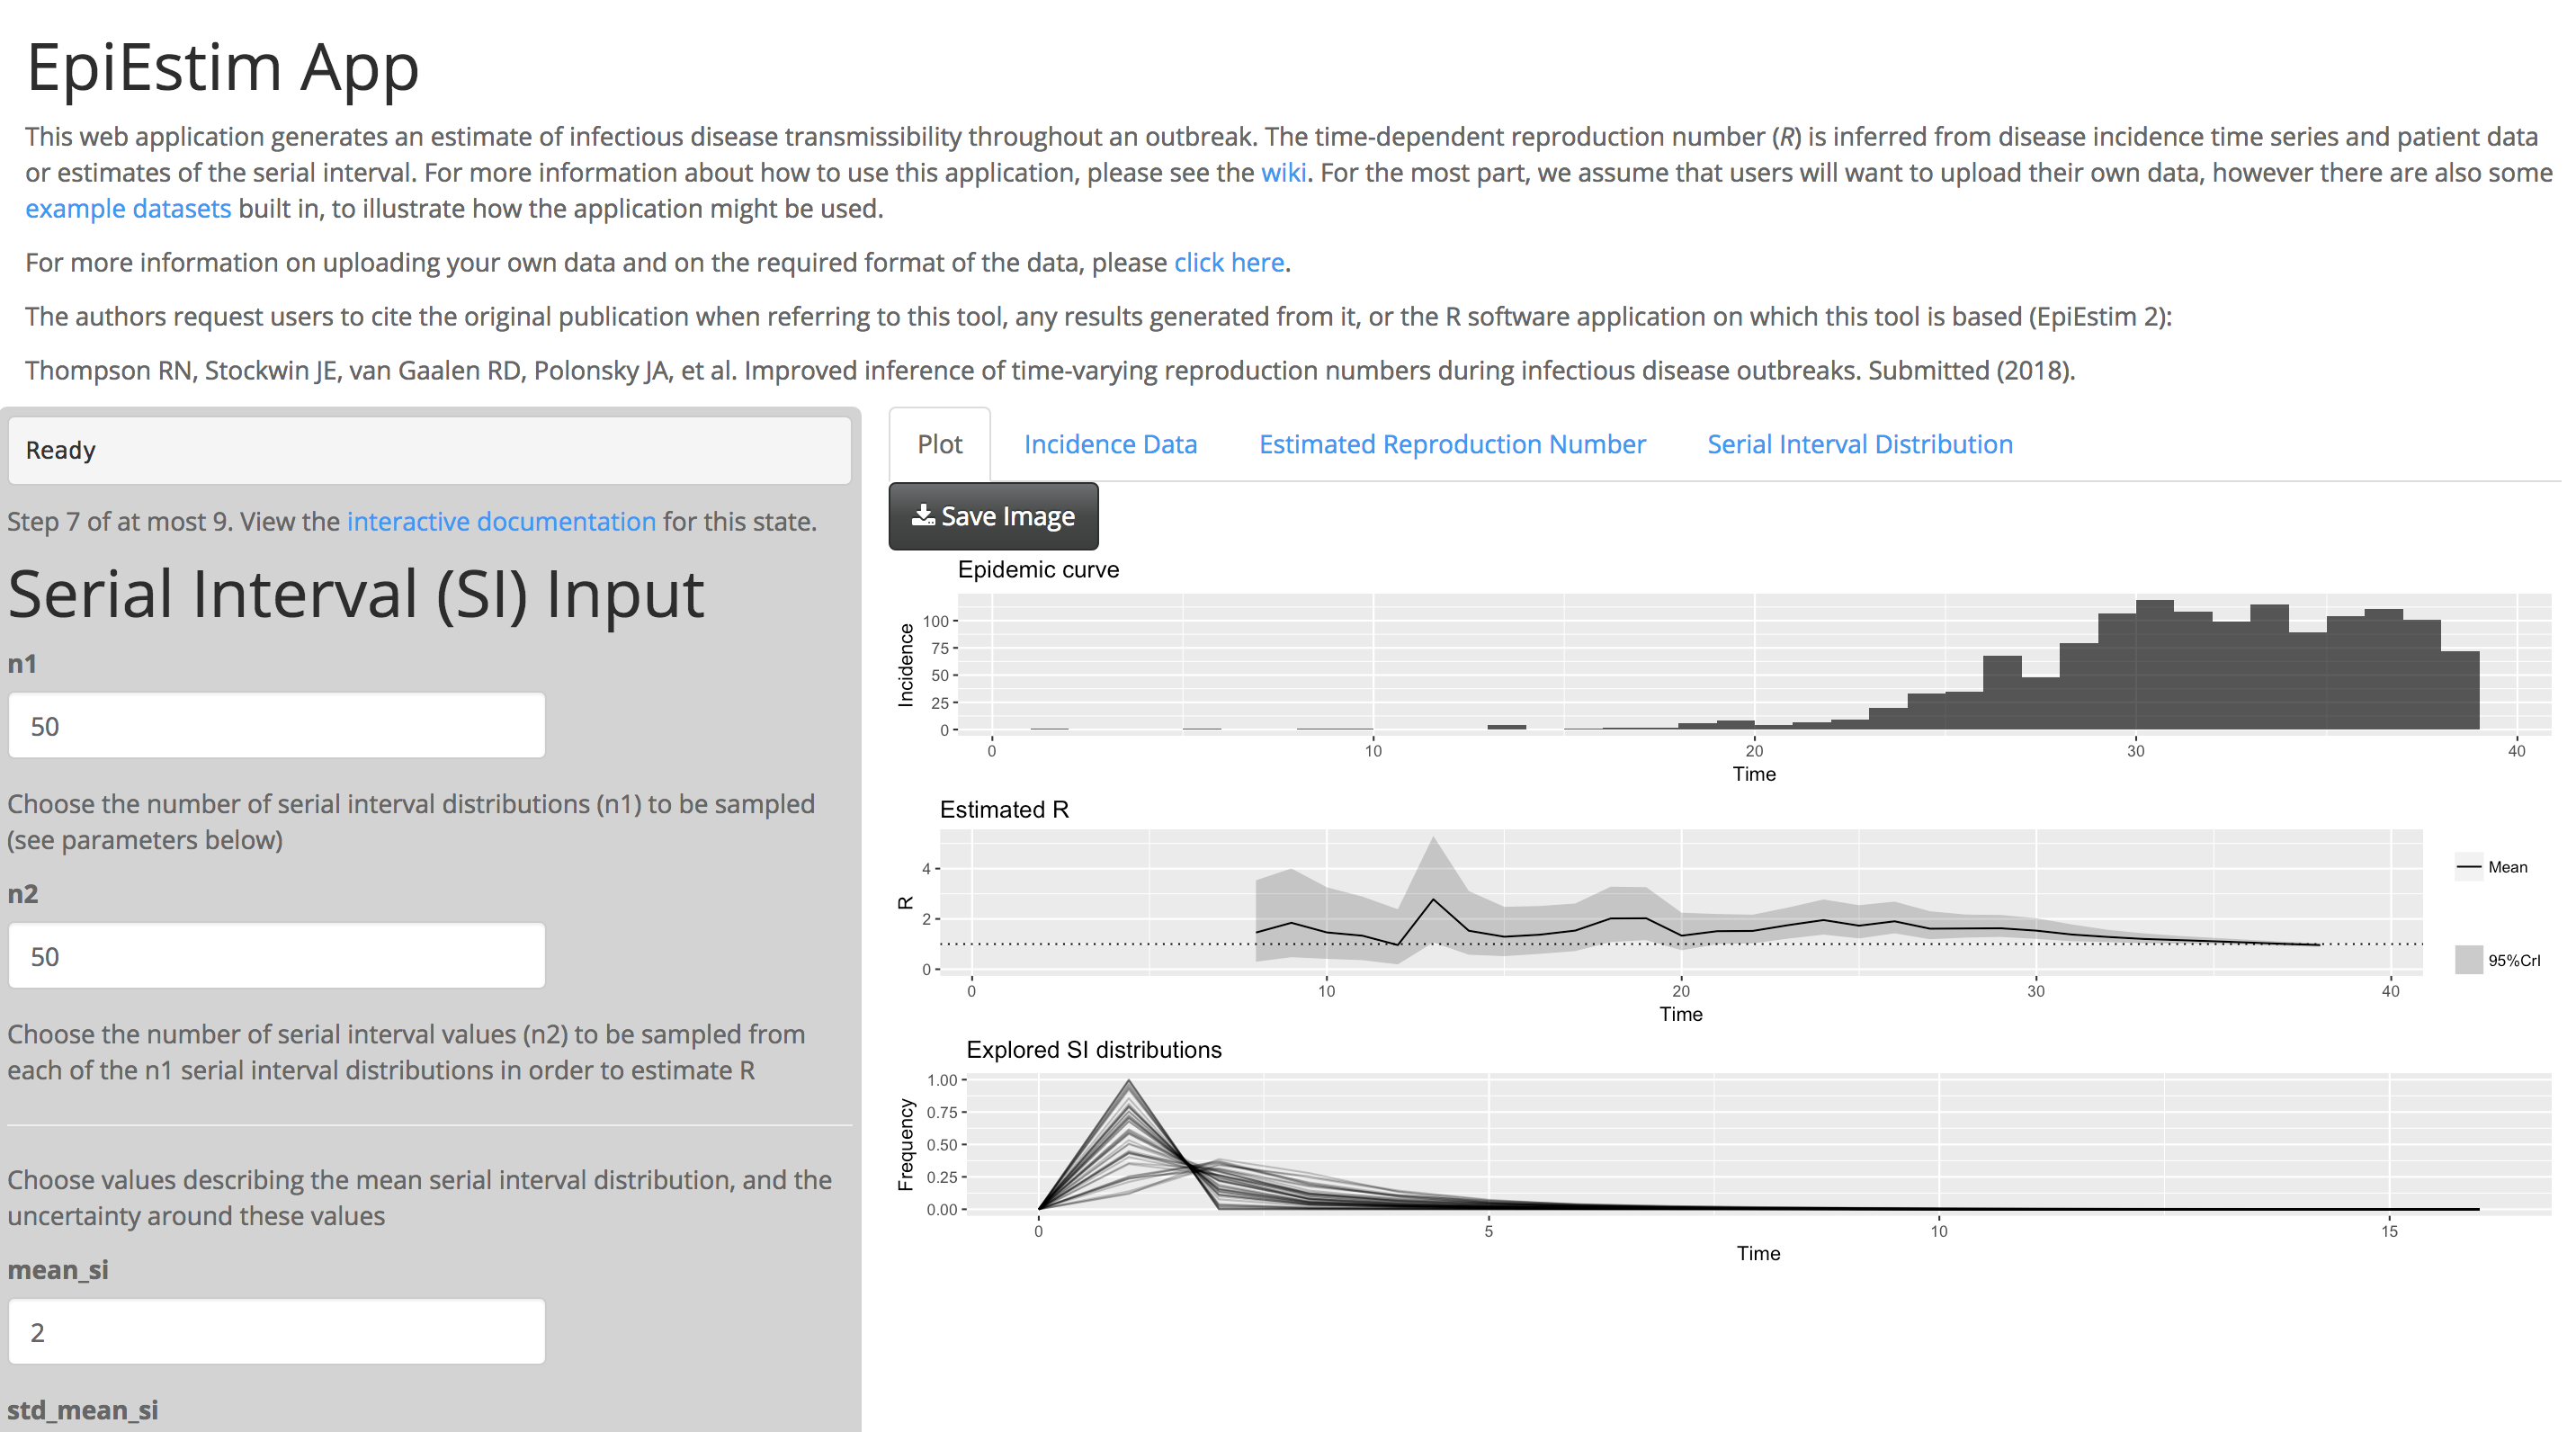 EpiEstim App
This web application generates an estimate of infectious disease transmissibility throughout an outbreak. The time-dependent reproduction number (R) is inferred from disease incidence time series and patient data
or estimates of the serial interval. For more information about how to use this application, please see the wiki. For the most part, we assume that users will want to upload their own data, however there are also some
example datasets built in, to illustrate how the application might be used.
For more information on uploading your own data and on the required format of the data, please click here.
The authors request users to cite the original publication when referring to this tool, any results generated from it, or the R software application on which this tool is based (EpiEstim 2):
Thompson RN, Stockwin JE, van Gaalen RD, Polonsky JA, et al. Improved inference of time-varying reproduction numbers during infectious disease outbreaks. Submitted (2018).
Ready
Step 7 of at most 9. View the interactive documentation for this state.
Serial Interval (SI) Input
n1
50
Choose the number of serial interval distributions (n1) to be sampled
(see parameters below)
n2
50
Choose the number of serial interval values (n2) to be sampled from
each of the n1 serial interval distributions in order to estimate R
Choose values describing the mean serial interval distribution, and the
uncertainty around these values
mean_si
2
std_mean_si
Plot Incidence Data Estimated Reproduction Number Serial Interval Distribution
Save Image
Epidemic curve
Incidence
100
75
50
25
0
0 10 20 30 40
Time
Estimated R
R
4
2
0
0 10 20 30 40
Time
Mean
95%CrI
Explored SI distributions
Frequency
1.00
0.75
0.50
0.25
0.00
0 5 10 15
Time